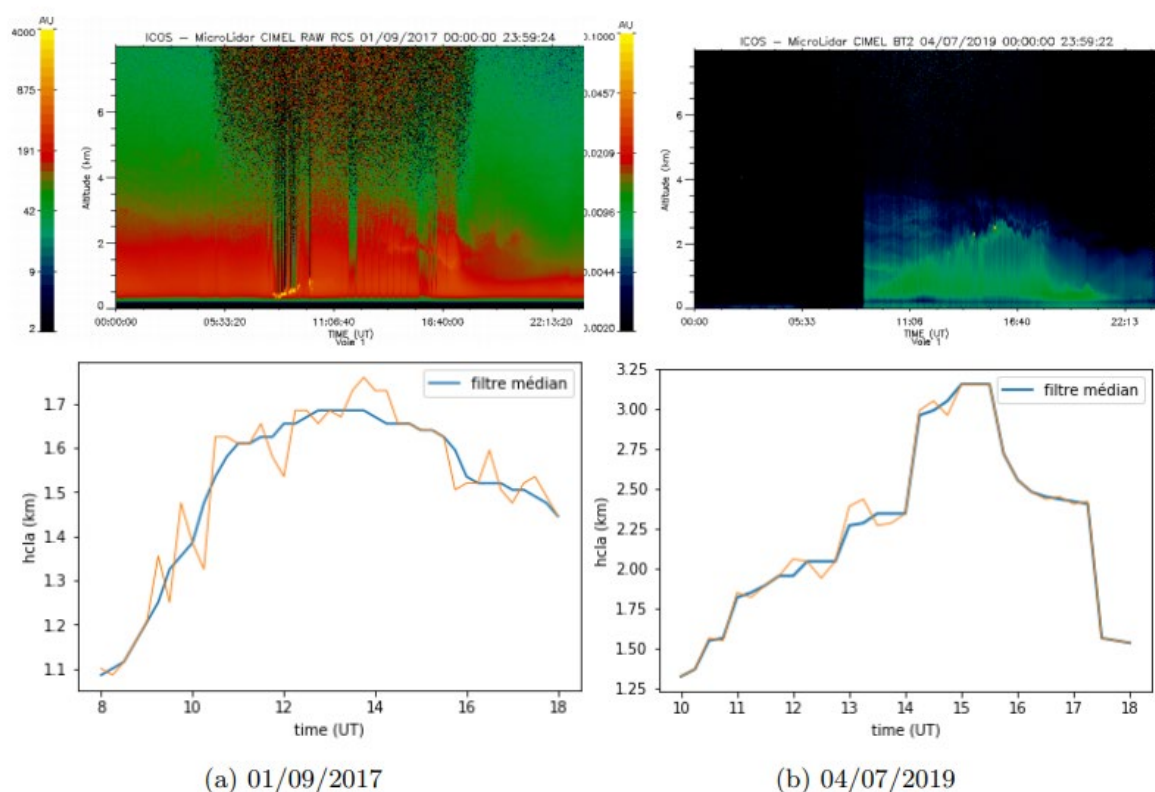 AU
ICOS – MicroLidar CIMEL RAW RCS 01/09/2017 00:00:00 23:59:24
4000
875
191
42
9
2
Altitude (km)
8
6
4
2
0
00:00:00 05:33:20 11:06:40 16:40:00 22:13:20
TIME (UT)
Voie 1
AU
ICOS – MicroLidar CIMEL BT2 04/07/2019 00:00:00 23:59:22
0.1000
0.0457
0.0209
0.0096
0.0044
0.0020
Altitude (km)
6
4
2
0
00:00 05:33 11:06 16:40 22:13
TIME (UT)
Voie 1
filtre médian
hcla (km)
1.7
1.6
1.5
1.4
1.3
1.2
1.1
8 10 12 14 16 18
time (UT)
filtre médian
hcla (km)
3.25
3.00
2.75
2.50
2.25
2.00
1.75
1.50
1.25
10 11 12 13 14 15 16 17 18
time (UT)
(a) 01/09/2017
(b) 04/07/2019